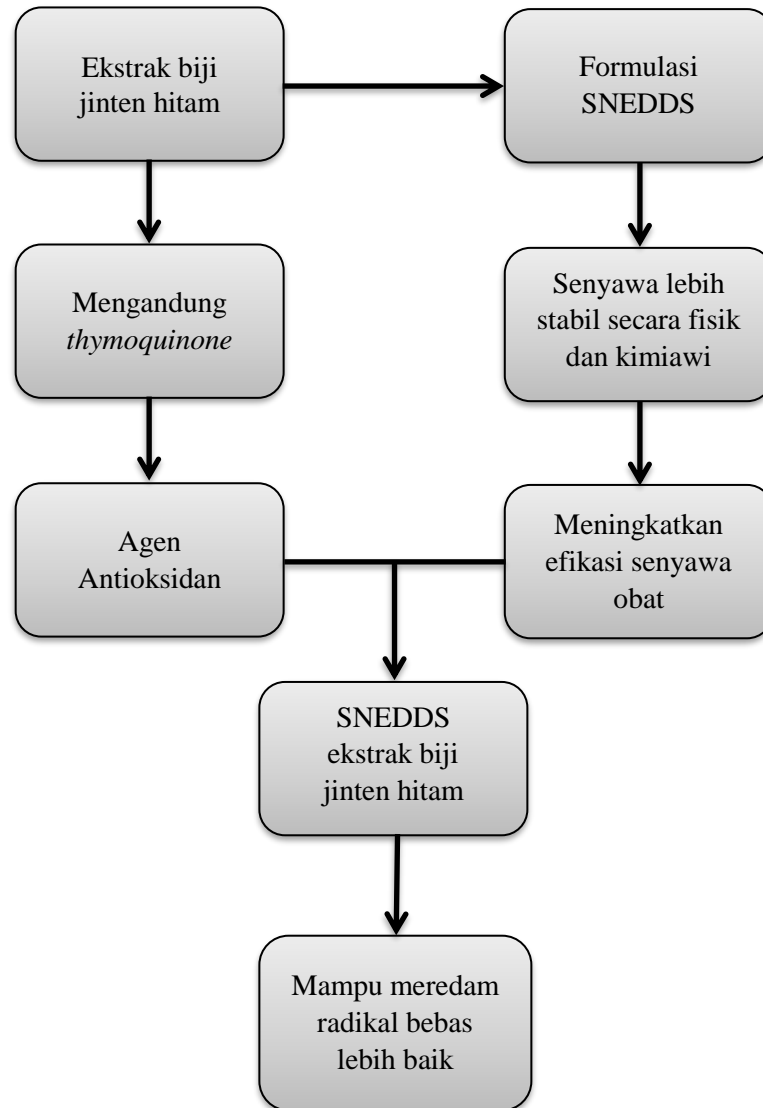 Ekstrak biji
jinten hitam
Formulasi
SNEDDS
Mengandung
thymoquinone
Senyawa lebih
stabil secara fisik
dan kimiawi
Agen
Antioksidan
Meningkatkan
efikasi senyawa
obat
SNEDDS
ekstrak biji
jinten hitam
Mampu meredam
radikal bebas
lebih baik